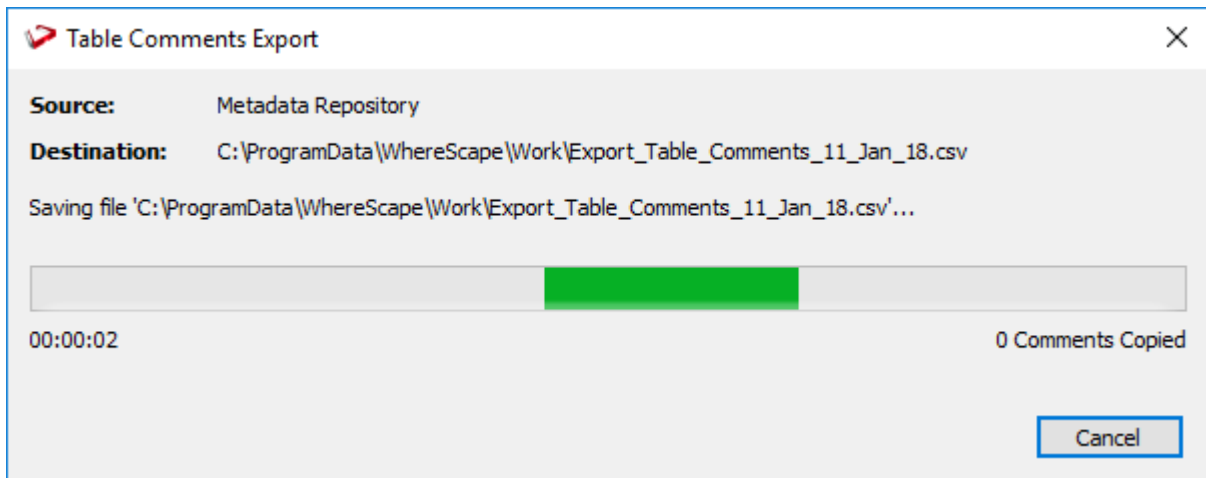 Table Comments Export
Source: Metadata Repository
Destination: C:\ProgramData\WhereScape\Work\Export_Table_Comments_11_Jan_18.csv
Saving file 'C:\ProgramData\WhereScape\Work\Export_Table_Comments_11_Jan_18.csv'...
00:00:02 0 Comments Copied
Cancel